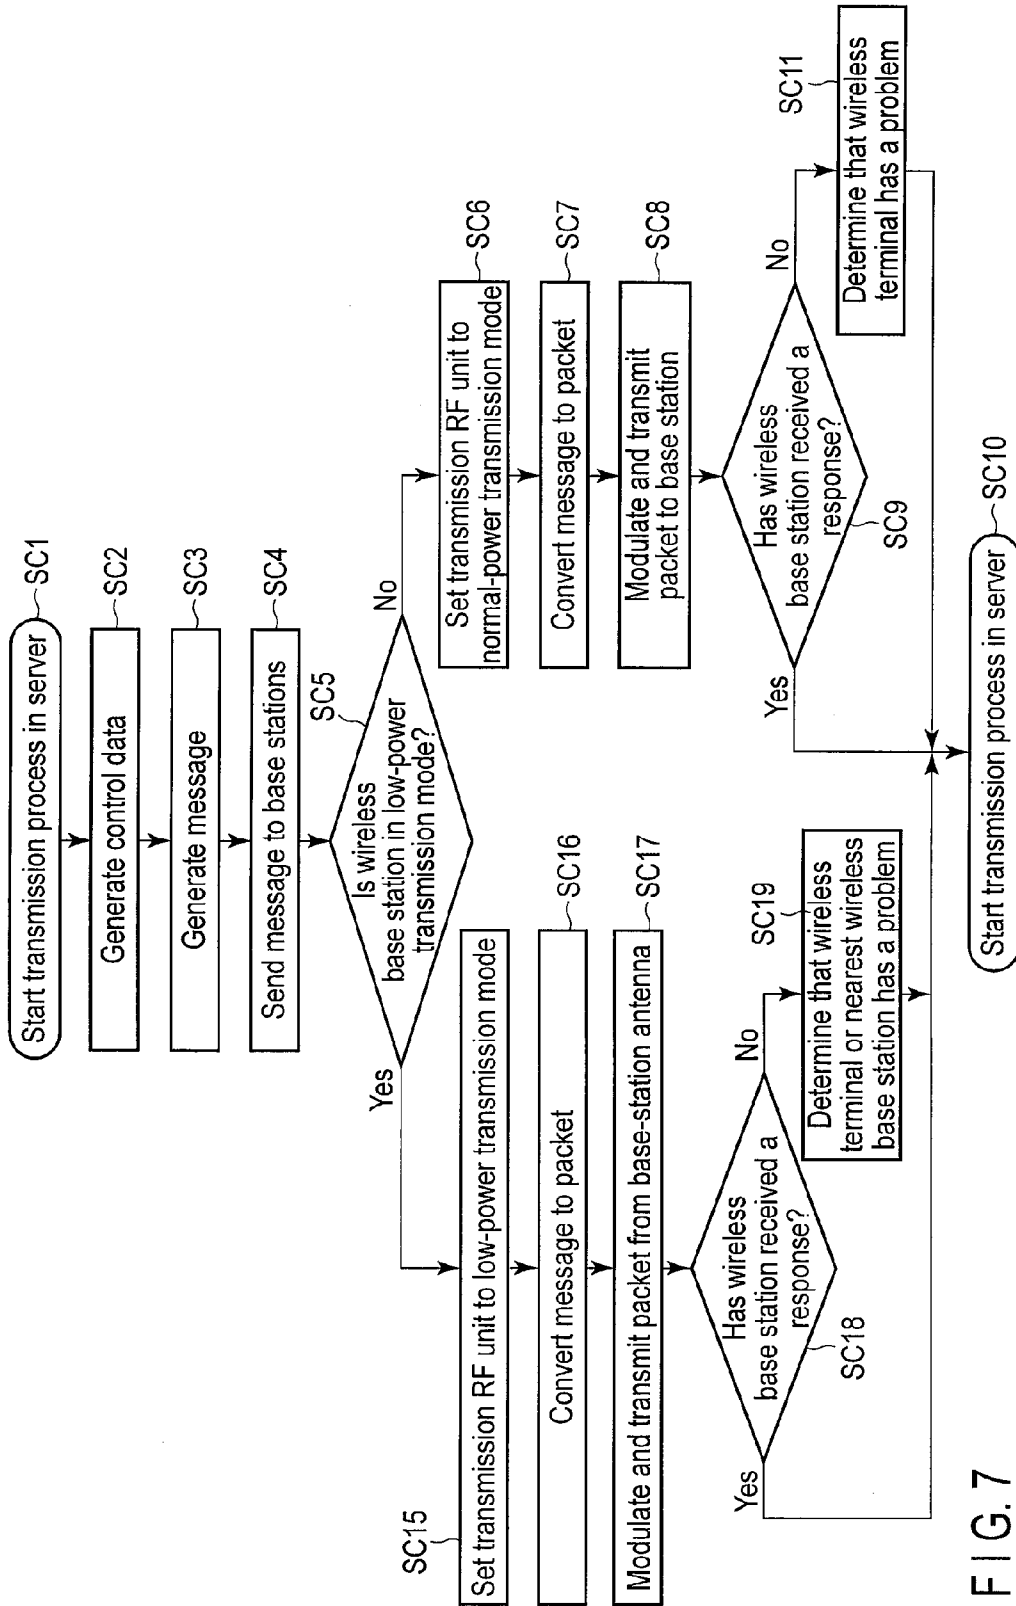 Start transmission process in server
SC1
Generate control data
SC2
Generate message
SC3
Send message to base stations
SC4
Is wireless
base station in low-power
transmission mode?
SC5
Yes
No
SC15
Set transmission RF unit to low-power transmission mode
Convert message to packet
SC16
Modulate and transmit packet from base-station antenna
SC17
Has wireless
base station received a
response?
SC18
Yes
No
SC19
Determine that wireless
terminal or nearest wireless
base station has a problem
Set transmission RF unit to
normal-power transmission mode
SC6
Convert message to packet
SC7
Modulate and transmit
packet to base station
SC8
Has wireless
base station received a
response?
SC9
Yes
No
SC11
Determine that wireless
terminal has a problem
Start transmission process in server
SC10
FIG. 7